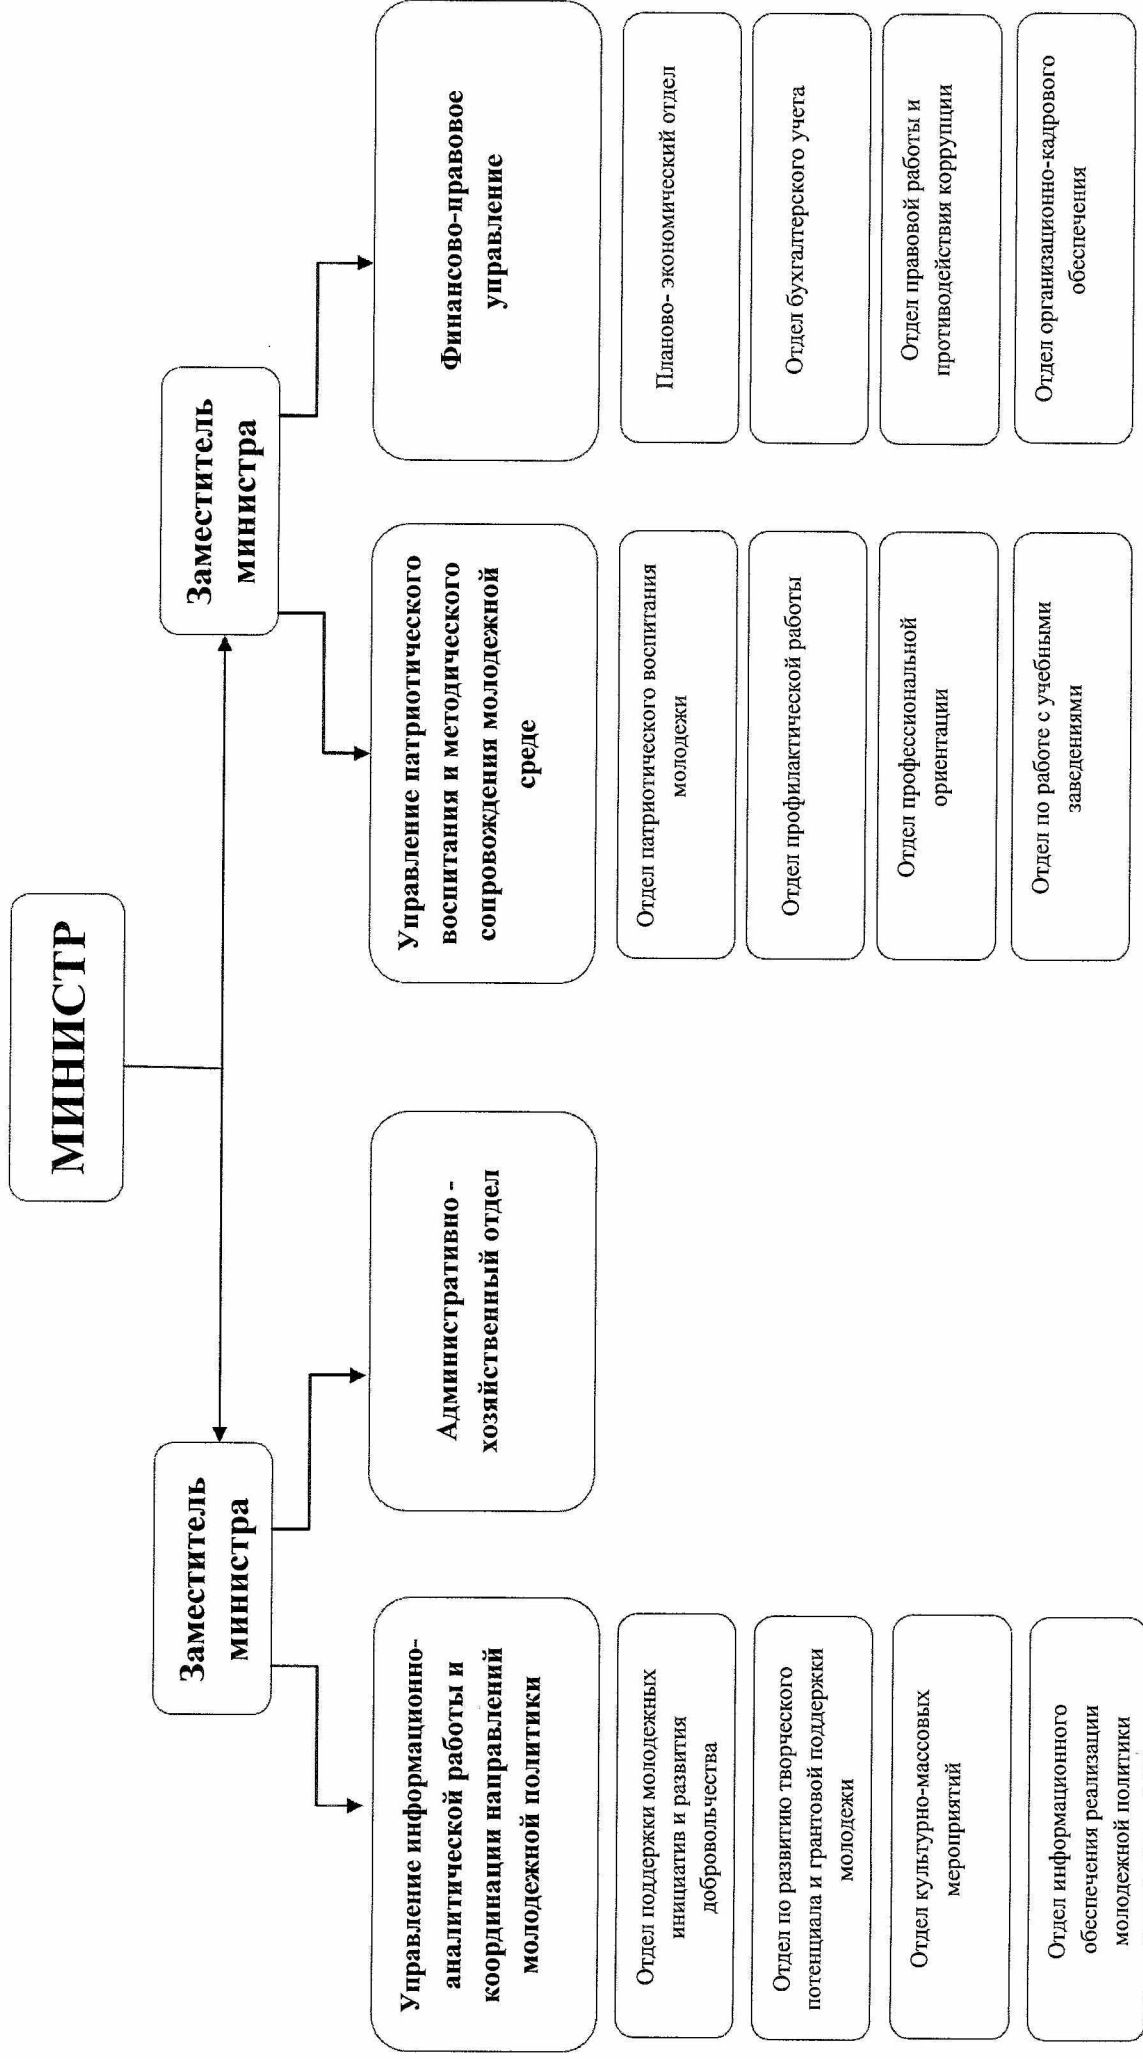 МИНИСТР
Заместитель
министра
Заместитель
министра
Управление информационно-
аналитической работы и
координации направлений
молодежной политики
Административно -
хозяйственный отдел
Управление патриотического
воспитания и методического
сопровождения молодежной
среде
Финансово-правовое
управление
Отдел поддержки молодежных
инициатив и развития
добровольчества
Отдел по развитию творческого
потенциала и грантовой поддержки
молодежи
Отдел культурно-массовых
мероприятий
Отдел информационного
обеспечения реализации
молодежной политики
Отдел патриотического воспитания
молодежи
Отдел профилактической работы
Отдел профессиональной
ориентации
Отдел по работе с учебными
заведениями
Планово- экономический отдел
Отдел бухгалтерского учета
Отдел правовой работы и
противодействия коррупции
Отдел организационно-кадрового
обеспечения